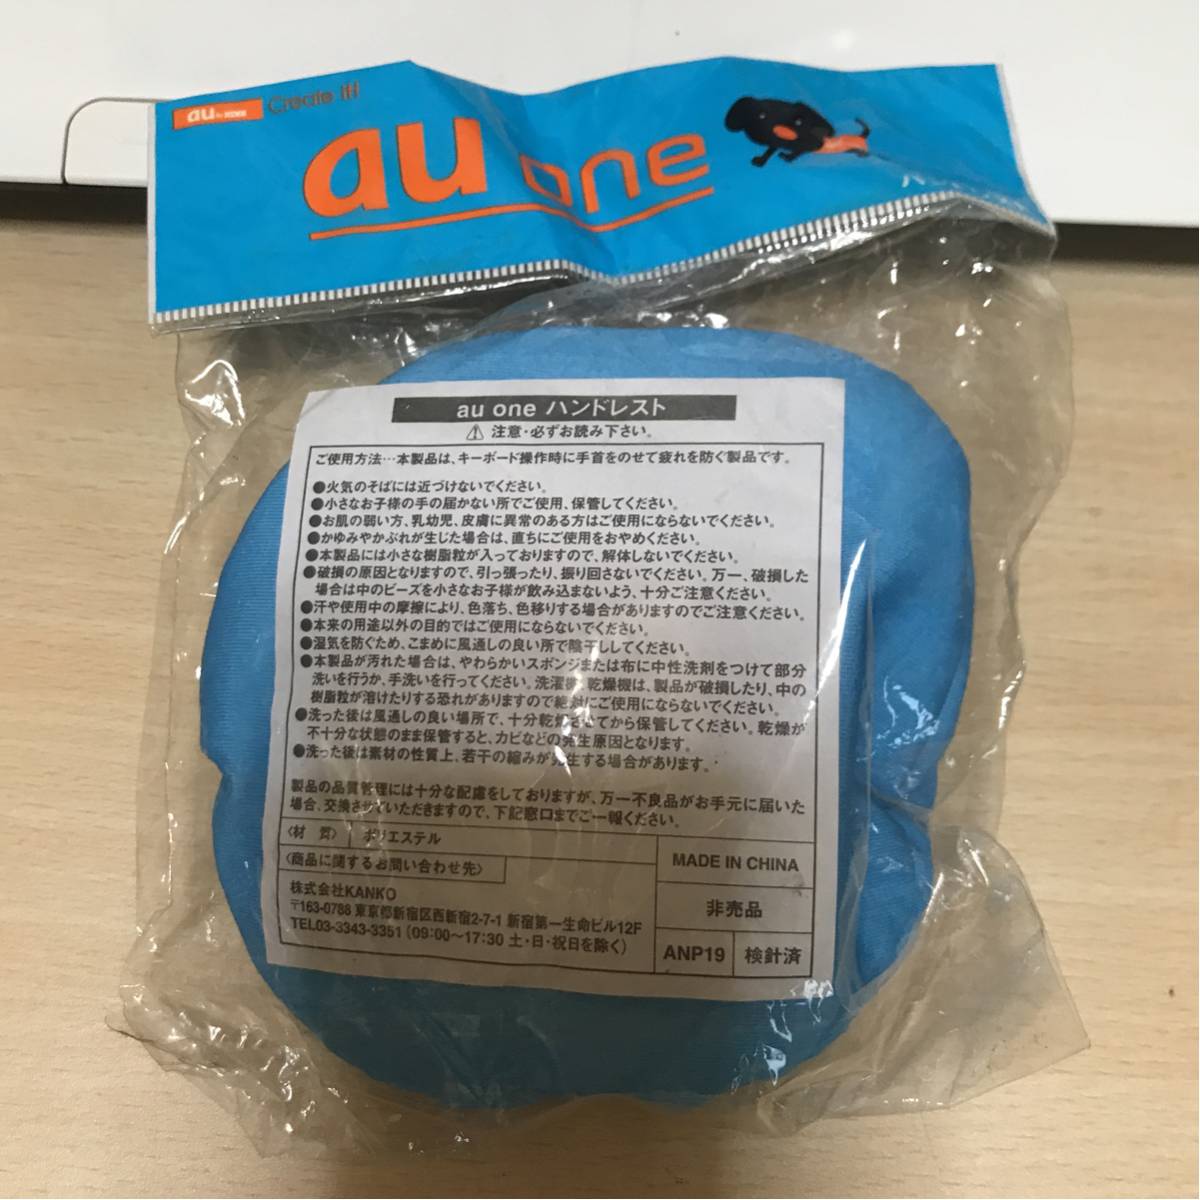 au by KDDI Create it!
au one
au one ハンドレスト
⚠ 注意・必ずお読み下さい。
ご使用方法…本製品は、キーボード操作時に手首をのせて疲れを防ぐ製品です。
●火気のそばには近づけないでください。
●小さなお子様の手の届かない所でご使用、保管してください。
●お肌の弱い方、乳幼児、皮膚に異常のある方はご使用にならないでください。
●かゆみやかぶれが生じた場合は、直ちにご使用をおやめください。
●本製品には小さな樹脂粒が入っておりますので、解体しないでください。
●破損の原因となりますので、引っ張ったり、振り回さないでください。万一、破損した
場合は中のビーズを小さなお子様が飲み込まないよう、十分ご注意ください。
●汗や使用中の摩擦により、色落ち、色移りする場合がありますのでご注意ください。
●本来の用途以外の目的ではご使用にならないでください。
●湿気を防ぐため、こまめに風通しの良い所で陰干ししてください。
●本製品が汚れた場合は、やわらかいスポンジまたは布に中性洗剤をつけて部分
洗いを行うか、手洗いを行ってください。洗濯機、乾燥機は、製品が破損したり、中の
樹脂粒が溶けたりする恐れがありますので絶対にご使用にならないでください。
●洗った後は風通しの良い場所で、十分乾燥させてから保管してください。乾燥が
不十分な状態のまま保管すると、カビなどの発生原因となります。
●洗った後は素材の性質上、若干の縮みが発生する場合があります。
製品の品質管理には十分な配慮をしておりますが、万一不良品がお手元に届いた
場合、交換させていただきますので、下記窓口までご一報ください。
〈材 質〉 ポリエステル
〈商品に関するお問い合わせ先〉
株式会社KANKO
〒163-0788 東京都新宿区西新宿2-7-1 新宿第一生命ビル12F
TEL03-3343-3351（09:00〜17:30 土・日・祝日を除く）
MADE IN CHINA
非売品
ANP19 検針済